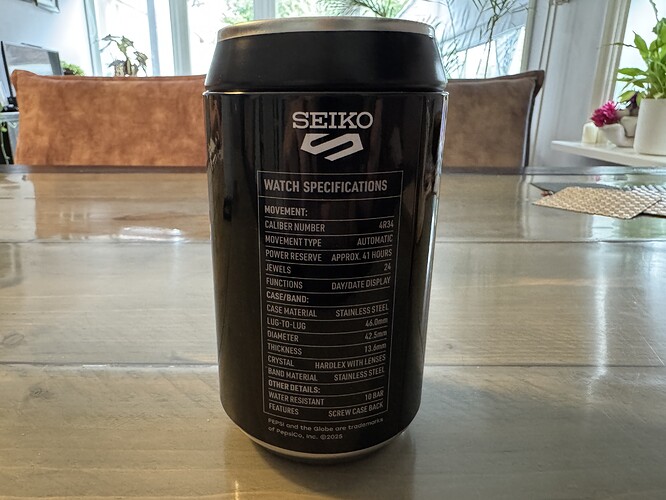 SEIKO
WATCH SPECIFICATIONS
MOVEMENT:
CALIBER NUMBER 4R34
MOVEMENT TYPE AUTOMATIC
POWER RESERVE APPROX. 41 HOURS
JEWELS 24
FUNCTIONS DAY/DATE DISPLAY
CASE/BAND:
CASE MATERIAL STAINLESS STEEL
LUG-TO-LUG 46.0mm
DIAMETER 42.5mm
THICKNESS 13.6mm
CRYSTAL HARDLEX WITH LENSES
BAND MATERIAL STAINLESS STEEL
OTHER DETAILS:
WATER RESISTANT 10 BAR
FEATURES SCREW CASE BACK
PEPSI and the Globe are trademarks
of PepsiCo, Inc. ©2025